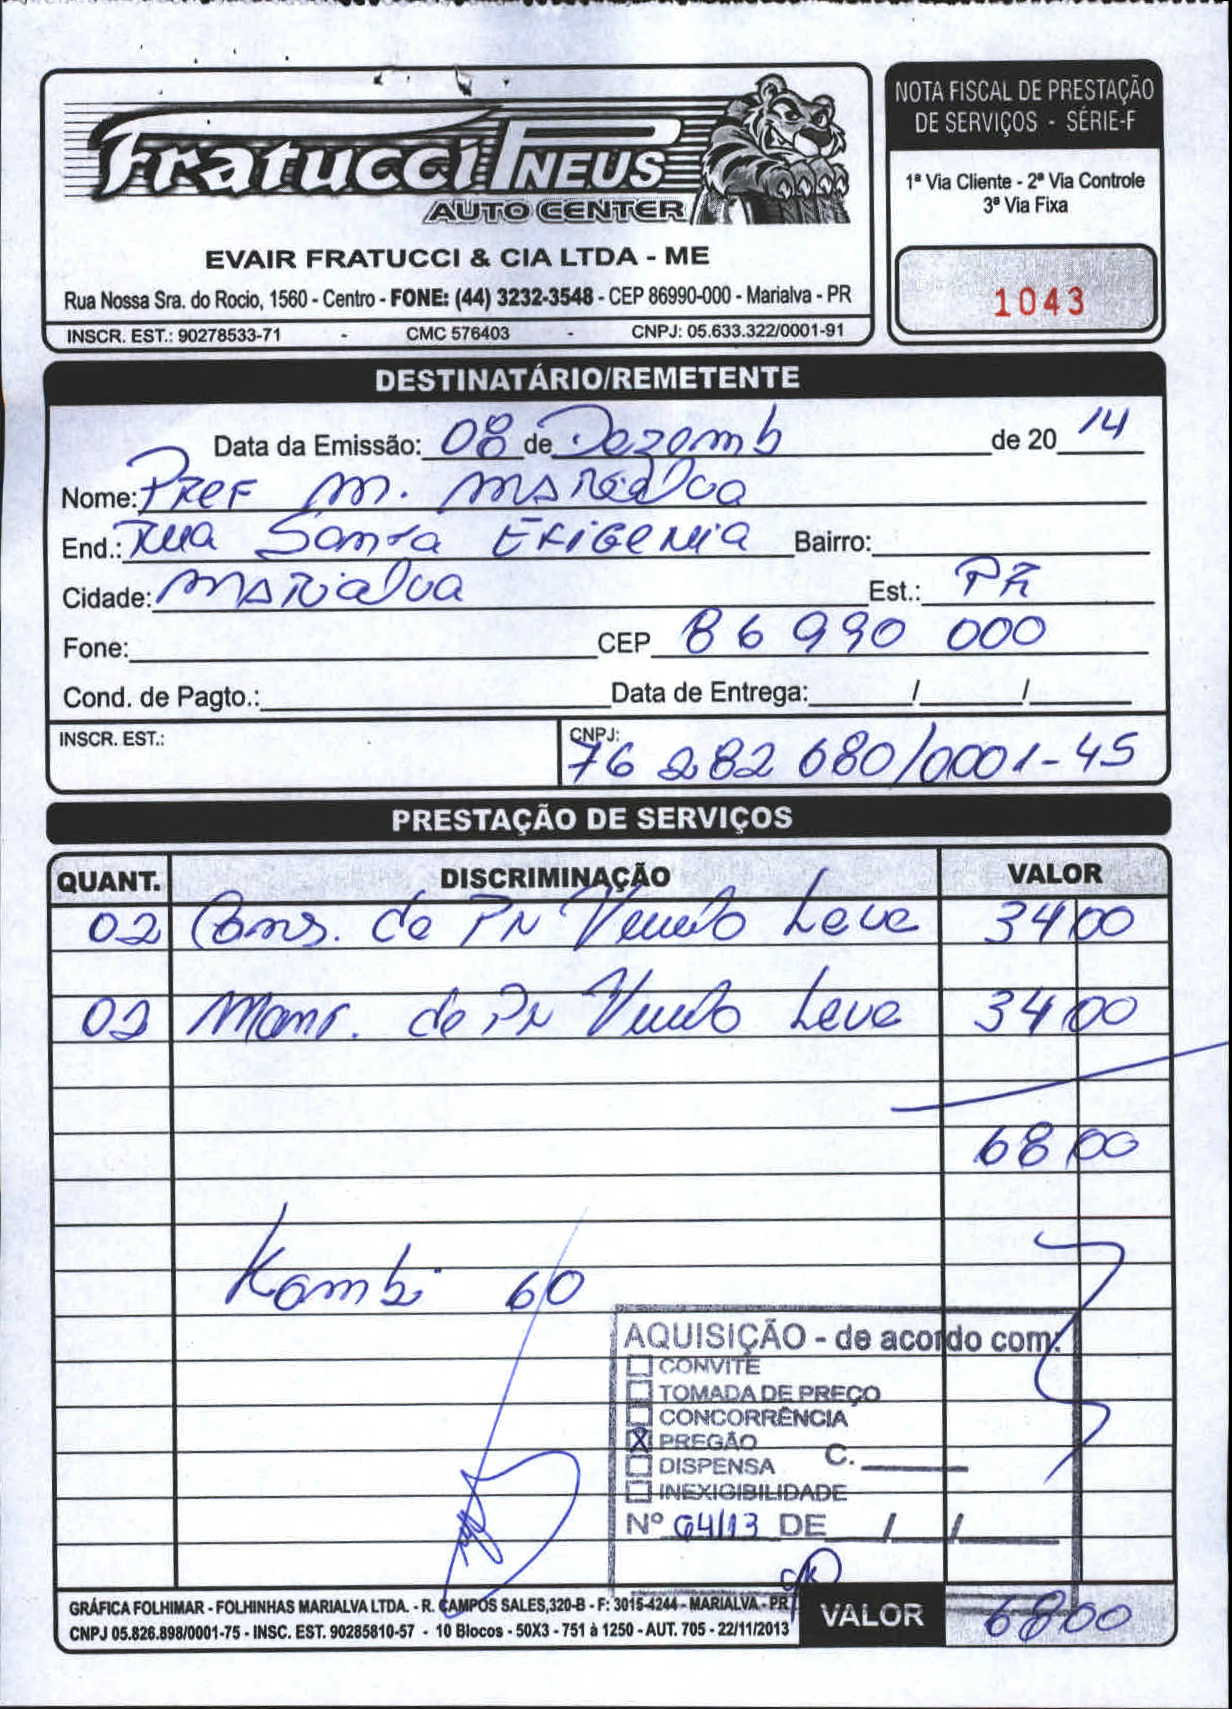 Fratucci PNEUS
AUTO CENTER
EVAIR FRATUCCI & CIA LTDA - ME
Rua Nossa Sra. do Rocio, 1560 - Centro - FONE: (44) 3232-3548 - CEP 86990-000 - Marialva - PR
INSCR. EST.: 90278533-71 - CMC 576403 - CNPJ: 05.633.322/0001-91
NOTA FISCAL DE PRESTAÇÃO
DE SERVIÇOS - SÉRIE-F
1ª Via Cliente - 2ª Via Controle
3ª Via Fixa
1043
DESTINATÁRIO/REMETENTE
Data da Emissão: 08 de Dezemb de 20 14
Nome: Pref M. Marialva
End.: Rua Santa Efigenia Bairro:
Cidade: Marialva Est.: PR
Fone: CEP 86990 000
Cond. de Pagto.: Data de Entrega: / /
INSCR. EST.: CNPJ: 76 282 680/0001-45
PRESTAÇÃO DE SERVIÇOS
QUANT. DISCRIMINAÇÃO VALOR
02 Cons. de PN Veiculo Leve 34 00
02 Mont. de PN Veiculo Leve 34 00
68 00
Kombi 60
AQUISIÇÃO - de acordo com:
CONVITE
TOMADA DE PREÇO
CONCORRÊNCIA
X PREGÃO
DISPENSA C.
INEXIGIBILIDADE
Nº 64/13 DE / /
GRÁFICA FOLHIMAR - FOLHINHAS MARIALVA LTDA. - R. CAMPOS SALES,320-B - F: 3015-4244 - MARIALVA - PR
CNPJ 05.826.898/0001-75 - INSC. EST. 90285810-57 - 10 Blocos - 50X3 - 751 à 1250 - AUT. 705 - 22/11/2013
VALOR 68 00